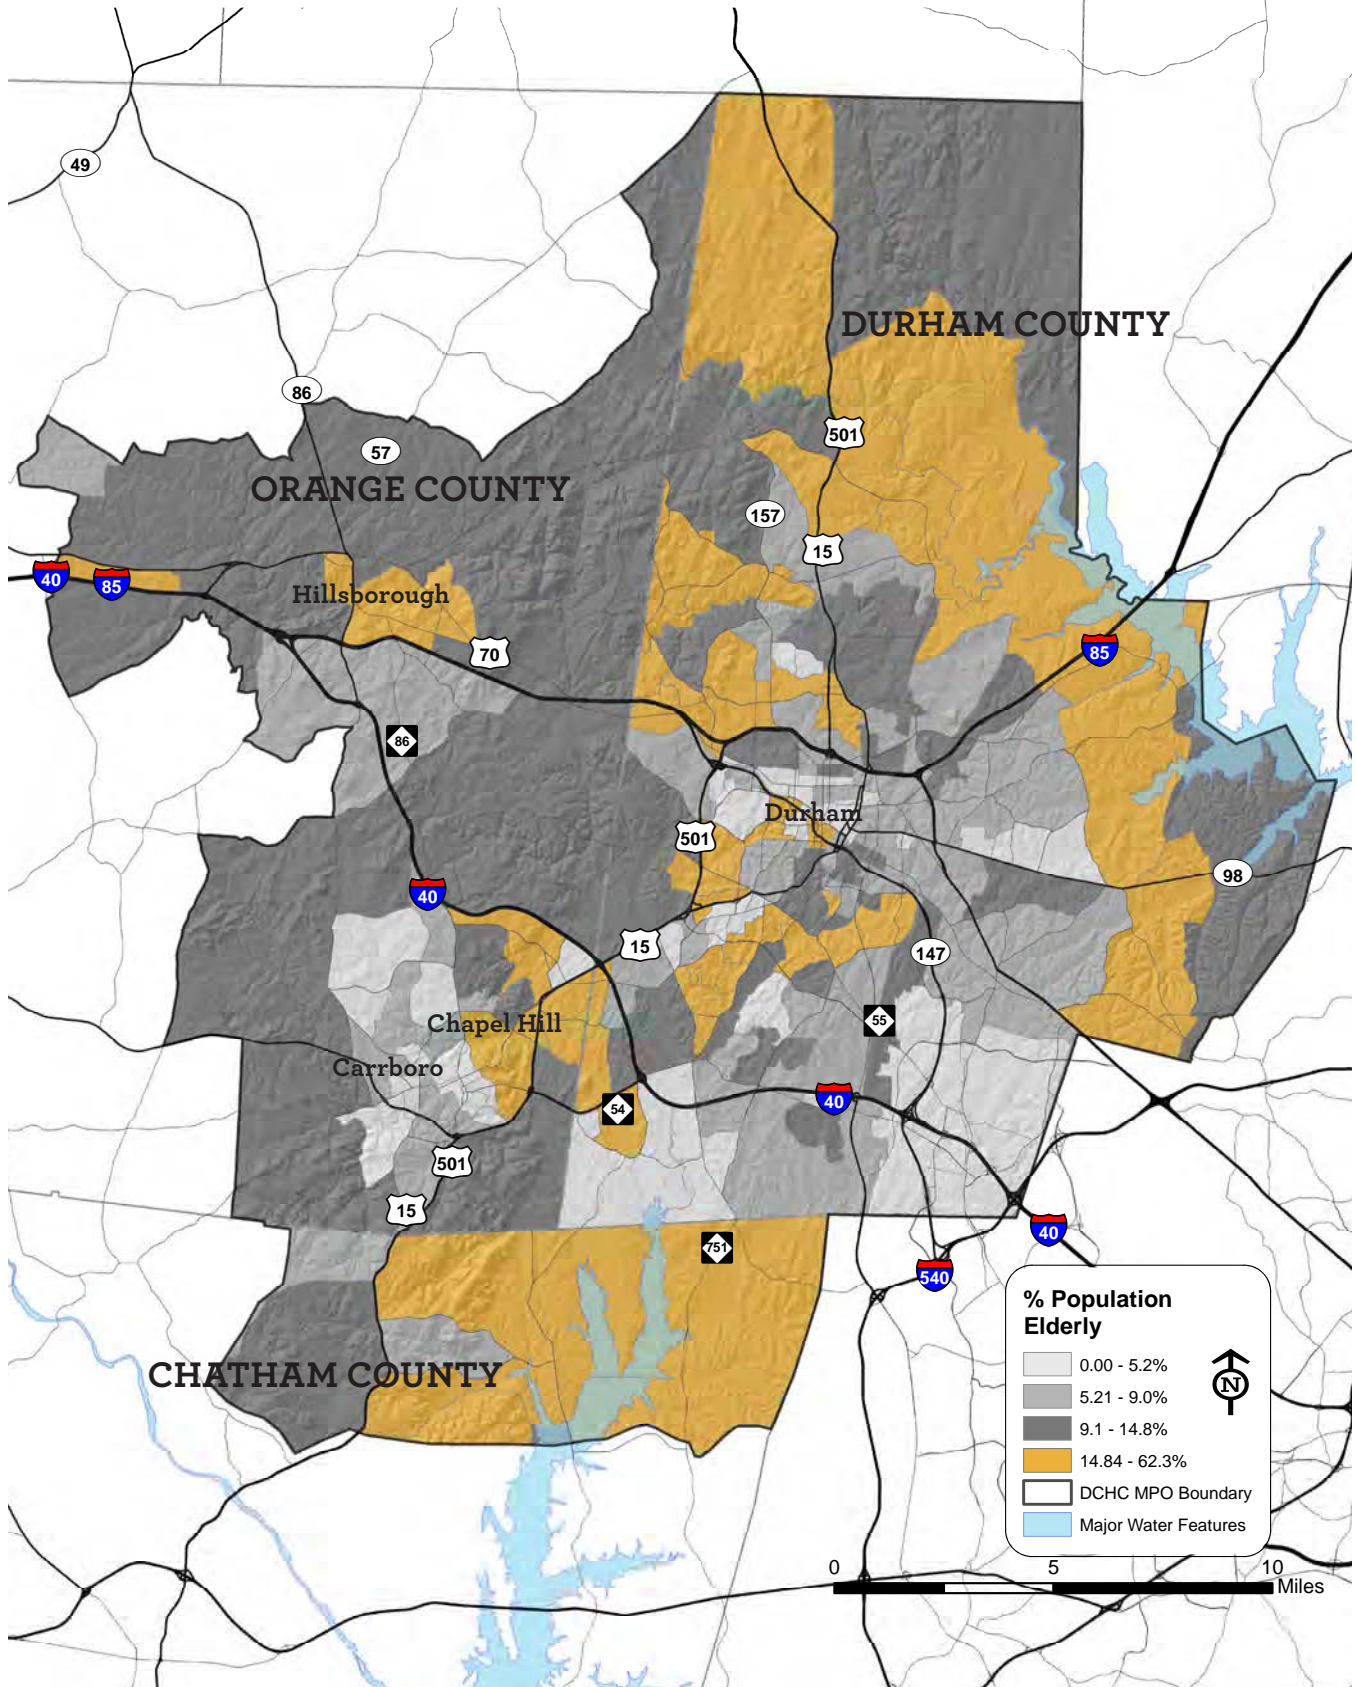 49
DURHAM COUNTY
86
501
57
ORANGE COUNTY
157
15
40
85
Hillsborough
70
85
86
Durham
501
98
40
15
147
Chapel Hill
55
Carrboro
40
54
501
15
751
40
540
CHATHAM COUNTY
% Population
Elderly
0.00 - 5.2%
5.21 - 9.0%
9.1 - 14.8%
14.84 - 62.3%
DCHC MPO Boundary
Major Water Features
N
0 5 10
Miles